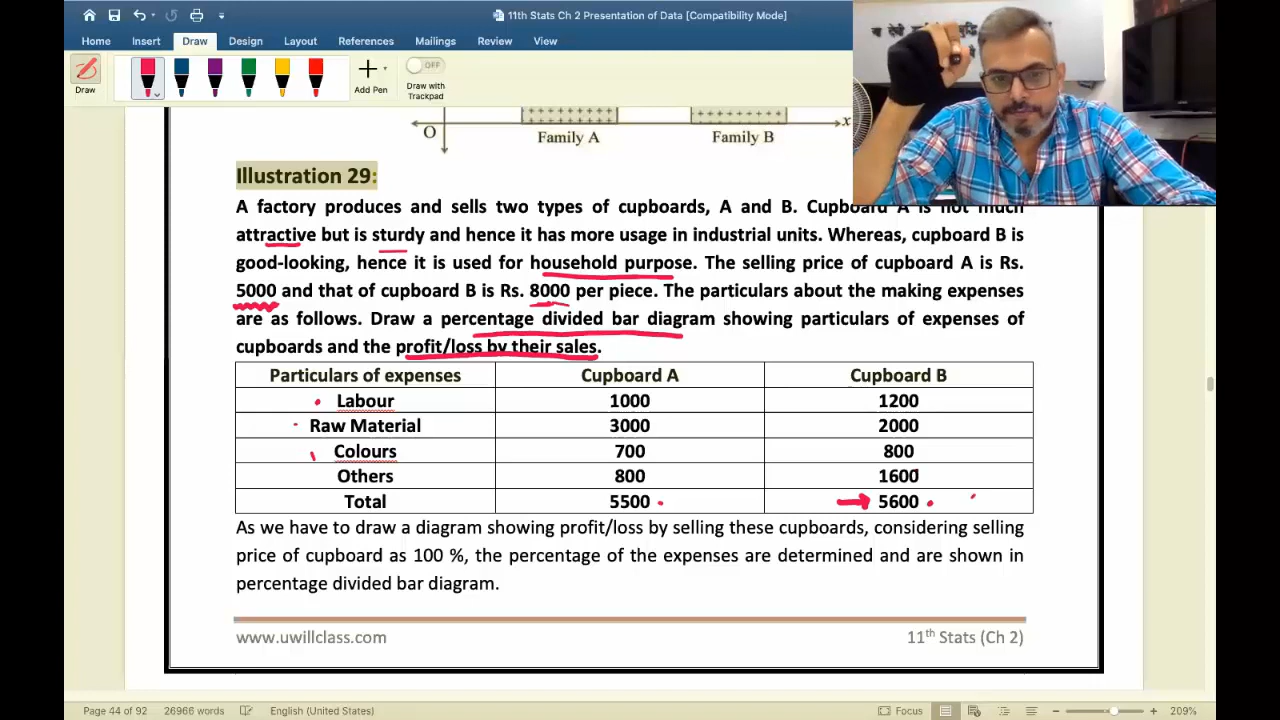 11th Stats Ch 2 Presentation of Data [Compatibility Mode]
Home Insert Draw Design Layout References Mailings Review View
OFF
Draw Add Pen Draw with Trackpad
O Family A Family B x
Illustration 29:
A factory produces and sells two types of cupboards, A and B. Cupboard A is not much
attractive but is sturdy and hence it has more usage in industrial units. Whereas, cupboard B is
good-looking, hence it is used for household purpose. The selling price of cupboard A is Rs.
5000 and that of cupboard B is Rs. 8000 per piece. The particulars about the making expenses
are as follows. Draw a percentage divided bar diagram showing particulars of expenses of
cupboards and the profit/loss by their sales.
Particulars of expenses Cupboard A Cupboard B
Labour 1000 1200
Raw Material 3000 2000
Colours 700 800
Others 800 1600
Total 5500 5600
As we have to draw a diagram showing profit/loss by selling these cupboards, considering selling
price of cupboard as 100 %, the percentage of the expenses are determined and are shown in
percentage divided bar diagram.
www.uwillclass.com 11th Stats (Ch 2)
Page 44 of 92 26966 words English (United States) Focus 209%